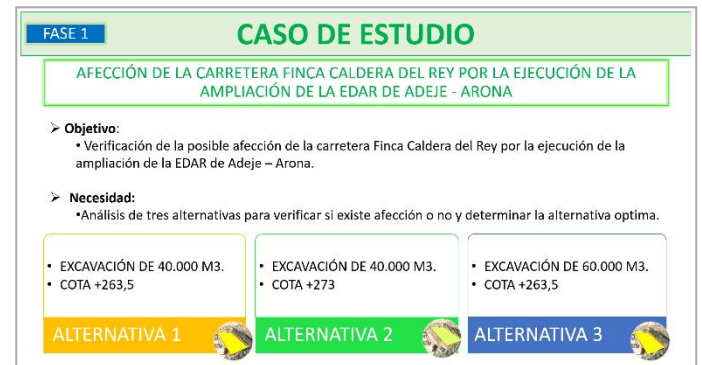 FASE 1
CASO DE ESTUDIO
AFECCIÓN DE LA CARRETERA FINCA CALDERA DEL REY POR LA EJECUCIÓN DE LA
AMPLIACIÓN DE LA EDAR DE ADEJE - ARONA
➢ Objetivo:
• Verificación de la posible afección de la carretera Finca Caldera del Rey por la ejecución de la
ampliación de la EDAR de Adeje – Arona.
➢ Necesidad:
•Análisis de tres alternativas para verificar si existe afección o no y determinar la alternativa optima.
• EXCAVACIÓN DE 40.000 M3.
• COTA +263,5
ALTERNATIVA 1
• EXCAVACIÓN DE 40.000 M3.
• COTA +273
ALTERNATIVA 2
• EXCAVACIÓN DE 60.000 M3.
• COTA +263,5
ALTERNATIVA 3